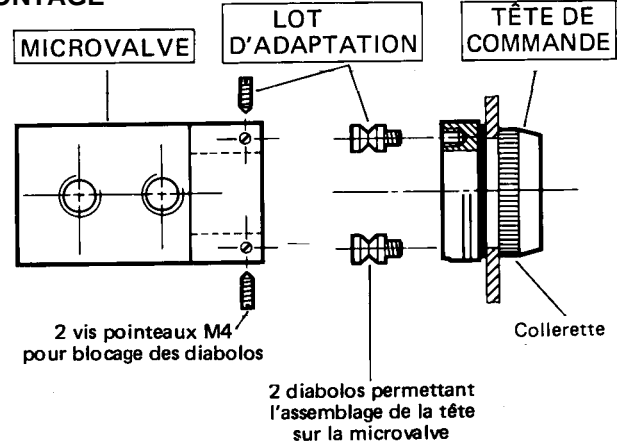 MICROVALVE
LOT
D'ADAPTATION
TÊTE DE
COMMANDE
2 vis pointeaux M4
pour blocage des diabolos
Collerette
2 diabolos permettant
l'assemblage de la tête
sur la microvalve